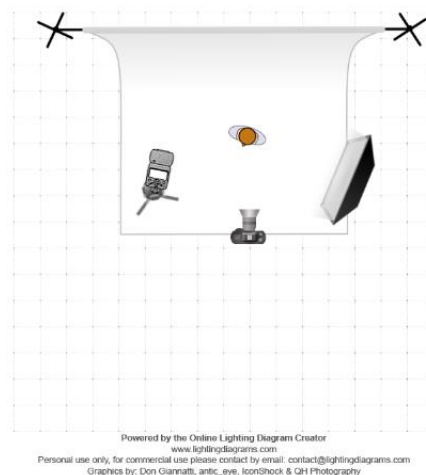 Powered by the Online Lighting Diagram Creator
www.lightingdiagrams.com
Personal use only, for commercial use please contact by email: contact@lightingdiagrams.com
Graphics by: Don Giannatti, antic_eye, IconShock & QH Photography